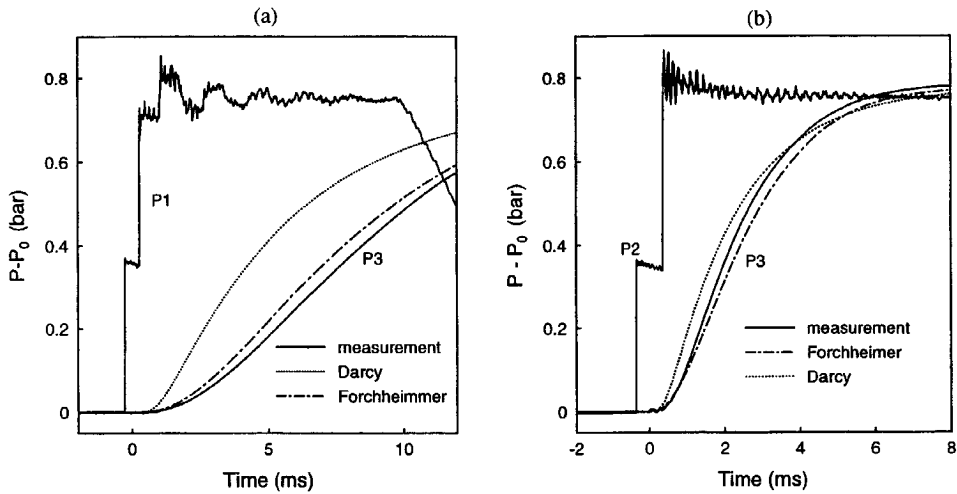 (a)
P-P0 (bar)
0.8
0.6
0.4
0.2
0
P1
P3
measurement
Darcy
Forchheimmer
0
5
10
Time (ms)
(b)
P - P0 (bar)
0.8
0.6
0.4
0.2
0
P2
P3
measurement
Forchheimer
Darcy
-2
0
2
4
6
8
Time (ms)